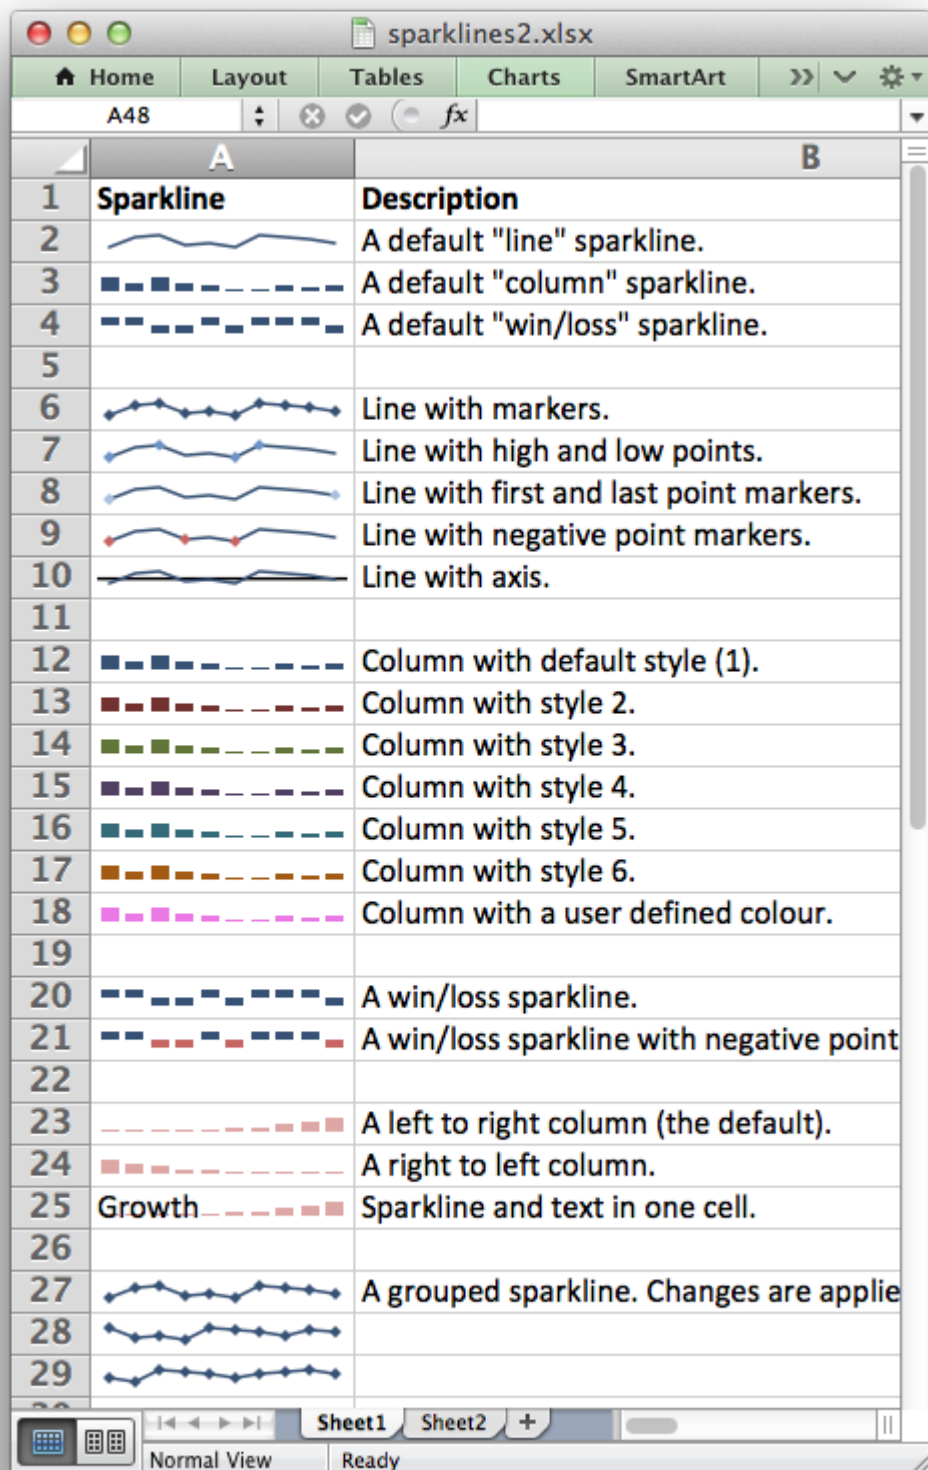 sparklines2.xlsx
Home Layout Tables Charts SmartArt
A48 fx
A B
1 Sparkline Description
2 A default "line" sparkline.
3 A default "column" sparkline.
4 A default "win/loss" sparkline.
5
6 Line with markers.
7 Line with high and low points.
8 Line with first and last point markers.
9 Line with negative point markers.
10 Line with axis.
11
12 Column with default style (1).
13 Column with style 2.
14 Column with style 3.
15 Column with style 4.
16 Column with style 5.
17 Column with style 6.
18 Column with a user defined colour.
19
20 A win/loss sparkline.
21 A win/loss sparkline with negative point
22
23 A left to right column (the default).
24 A right to left column.
25 Growth Sparkline and text in one cell.
26
27 A grouped sparkline. Changes are applie
28
29
Sheet1 Sheet2 +
Normal View Ready